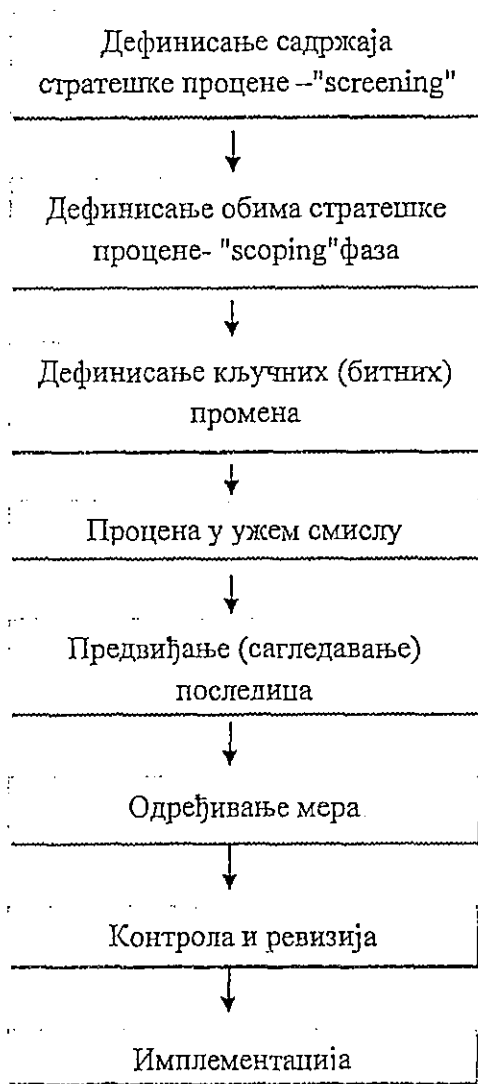 Дефинисање садржаја
стратешке процене –"screening"
Дефинисање обима стратешке
процене- "scoping"фаза
Дефинисање кључних (битних)
промена
Процена у ужем смислу
Предвиђање (сагледавање)
последица
Одређивање мера
Контрола и ревизија
Имплементација